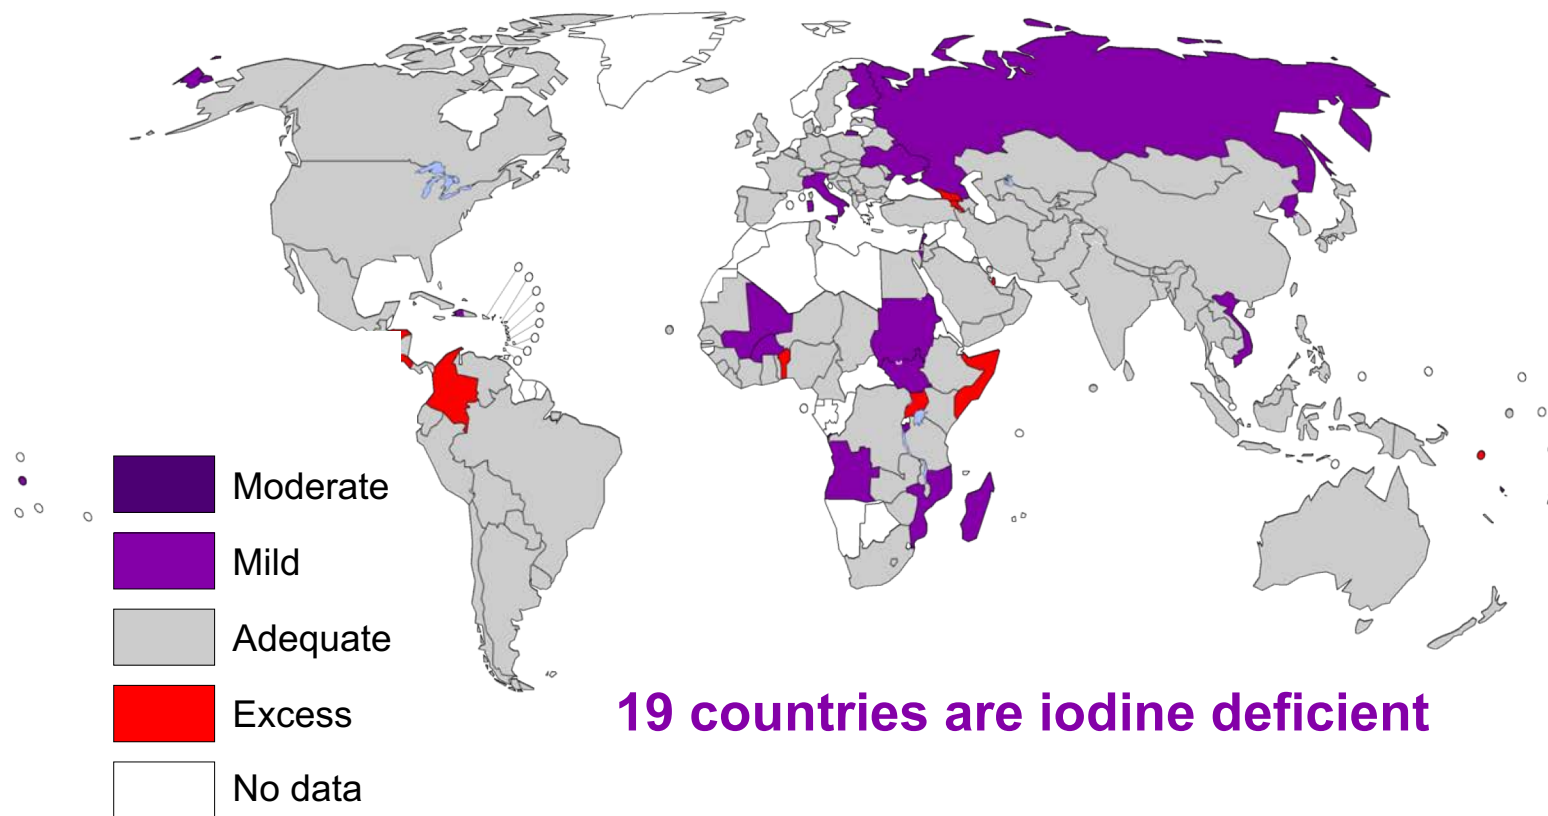 Moderate
Mild
Adequate
Excess
No data
19 countries are iodine deficient